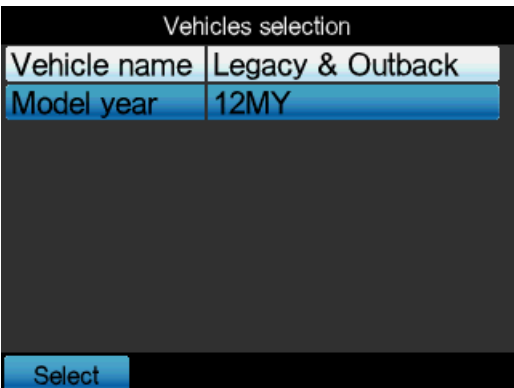 Vehicles selection
Vehicle name Legacy & Outback
Model year 12MY
Select